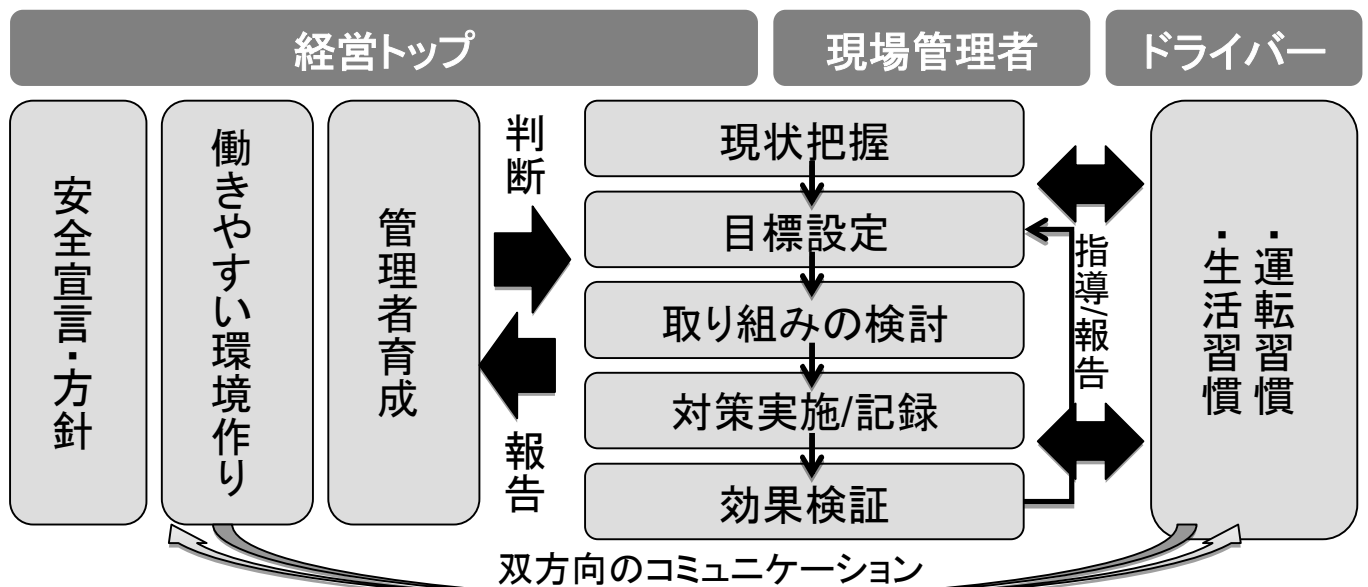 経営トップ
現場管理者
ドライバー
安全宣言・方針
働きやすい環境作り
管理者育成
判断
報告
現状把握
目標設定
取り組みの検討
対策実施/記録
効果検証
指導/報告
・運転習慣
・生活習慣
双方向のコミュニケーション